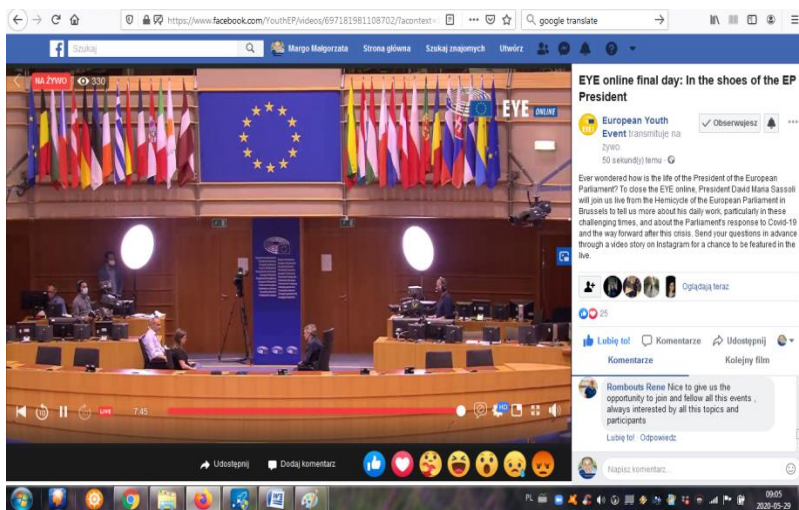 https://www.facebook.com/YouthEP/videos/697181981108702/?acontext=
google translate
Szukaj
Margo Małgorzata
Strona główna
Szukaj znajomych
Utwórz
NA ŻYWO
330
EYE ONLINE
LIVE
7:45
HD
Udostępnij
Dodaj komentarz
EYE online final day: In the shoes of the EP
President
European Youth
Event transmituje na
żywo.
50 sekund(y) temu ·
Obserwujesz
Ever wondered how is the life of the President of the European
Parliament? To close the EYE online, President David Maria Sassoli
will join us live from the Hemicycle of the European Parliament in
Brussels to tell us more about his daily work, particularly in these
challenging times, and about the Parliament's response to Covid-19
and the way forward after this crisis. Send your questions in advance
through a video story on Instagram for a chance to be featured in the
live.
Oglądają teraz
25
Lubię to!
Komentarze
Udostępnij
Komentarze
Kolejny film
Rombouts Rene Nice to give us the
opportunity to join and fellow all this events ,
always interested by all this topics and
participants
Lubię to! · Odpowiedz
Napisz komentarz...
PL
09:05
2020-05-29